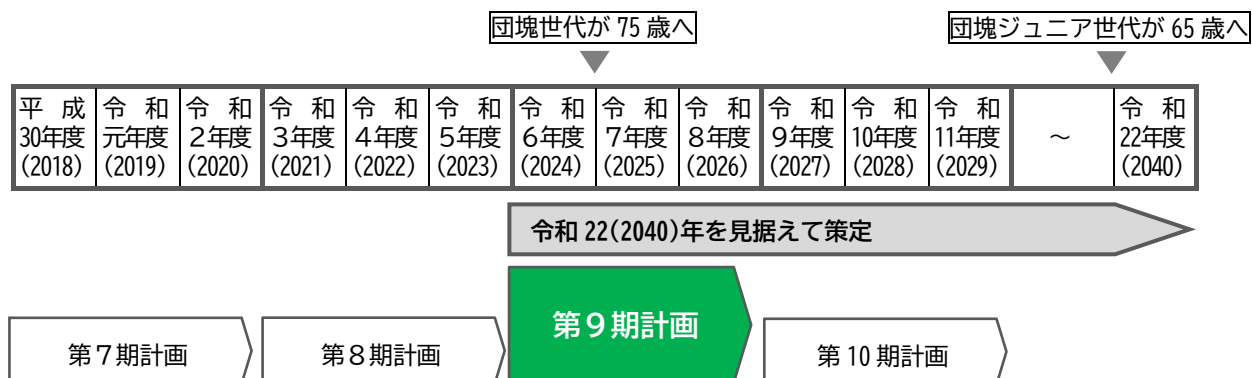 団塊世代が 75 歳へ
団塊ジュニア世代が 65 歳へ
平 成
30年度
(2018)
令 和
元年度
(2019)
令 和
２年度
(2020)
令 和
３年度
(2021)
令 和
４年度
(2022)
令 和
５年度
(2023)
令 和
６年度
(2024)
令 和
７年度
(2025)
令 和
８年度
(2026)
令 和
９年度
(2027)
令 和
10年度
(2028)
令 和
11年度
(2029)
～
令 和
22年度
(2040)
令和 22(2040)年を見据えて策定
第７期計画
第８期計画
第９期計画
第 10 期計画